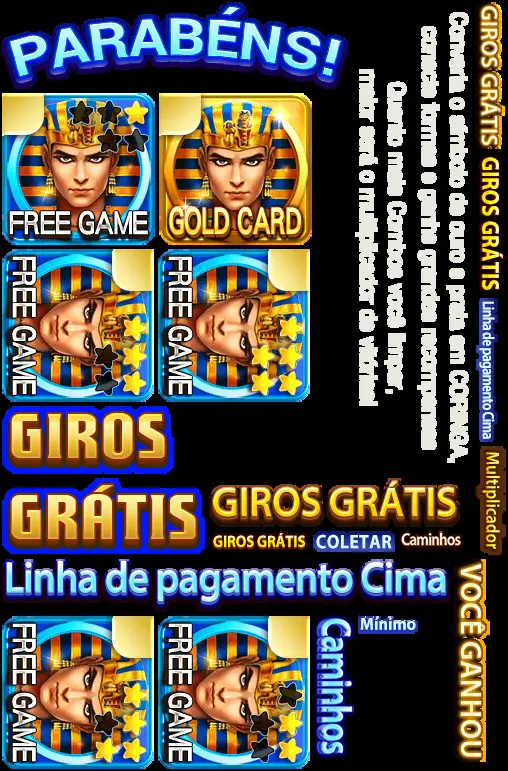 PARABÉNS!
FREE GAME
GOLD CARD
FREE GAME
FREE GAME
GIROS
GRÁTIS
GIROS GRÁTIS
GIROS GRÁTIS
COLETAR
Caminhos
Linha de pagamento Cima
FREE GAME
FREE GAME
Caminhos
Mínimo
Converta o símbolo de ouro e prata em CORINGA,
conecte formas e ganhe grandes recompensas
Quanto mais Combos você limpar,
maior será o multiplicador de vitórias!
GIROS GRÁTIS
GIROS GRÁTIS
Linha de pagamento Cima
Multiplicador
VOCÊ GANHOU